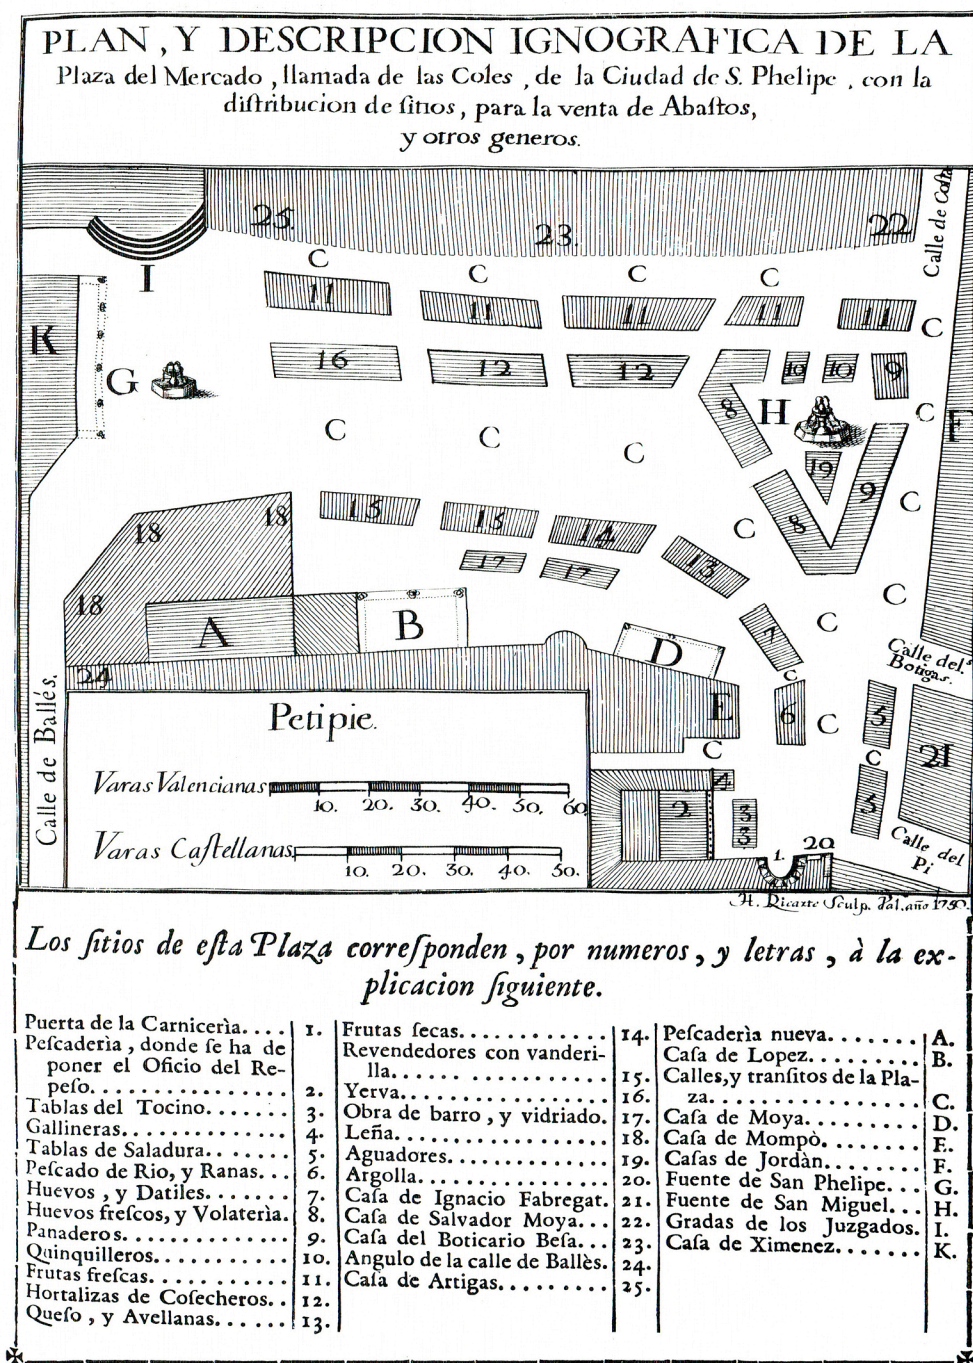 PLAN, Y DESCRIPCION IGNOGRAFICA DE LA
Plaza del Mercado, llamada de las Coles, de la Ciudad de S. Phelipe, con la
diſtribucion de ſitios, para la venta de Abaſtos,
y otros generos.
25.
23.
22
Calle de Coſta
C
C
C
C
I
11
11
11
11
11
C
K
G
16
12
12
10
10
9
H
8
C
F
C
C
C
19
9
18
18
15
15
14
C
8
C
17
17
13
18
A
B
7
C
C
D
24
Calle del.s
Botigas.
Calle de Ballés.
Petipie.
E
C
6
C
5
21
C
C
Varas Valencianas
10. 20. 30. 40. 50. 60
4
2
3
3
5
Varas Caſtellanas
10. 20. 30. 40. 50.
1.
20
Calle del
Pi
H. Ricarte Sculp. Val. año 1750.
Los ſitios de eſta Plaza correſponden, por numeros, y letras, à la ex-
plicacion ſiguiente.
Puerta de la Carnicerìa.... 1.
Peſcaderìa, donde ſe ha de
poner el Oficio del Re-
peſo.......... 2.
Tablas del Tocino....... 3.
Gallineras............. 4.
Tablas de Saladura....... 5.
Peſcado de Rio, y Ranas... 6.
Huevos, y Datiles....... 7.
Huevos freſcos, y Volaterìa. 8.
Panaderos............. 9.
Quinquilleros.......... 10.
Frutas freſcas.......... 11.
Hortalizas de Coſecheros.. 12.
Queſo, y Avellanas...... 13.
Frutas ſecas........... 14.
Revendedores con vanderi-
lla............... 15.
Yerva................ 16.
Obra de barro, y vidriado. 17.
Leña................. 18.
Aguadores............ 19.
Argolla............... 20.
Caſa de Ignacio Fabregat. 21.
Caſa de Salvador Moya... 22.
Caſa del Boticario Beſa... 23.
Angulo de la calle de Ballès. 24.
Caſa de Artigas......... 25.
Peſcaderìa nueva....... A.
Caſa de Lopez......... B.
Calles, y tranſitos de la Pla-
za................ C.
Caſa de Moya......... D.
Caſa de Mompò........ E.
Caſas de Jordàn........ F.
Fuente de San Phelipe... G.
Fuente de San Miguel... H.
Gradas de los Juzgados. I.
Caſa de Ximenez....... K.